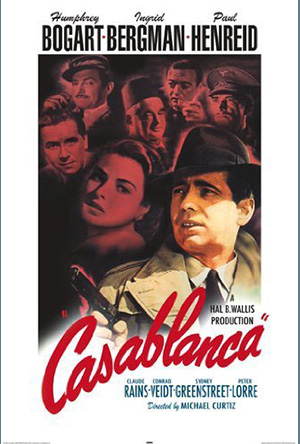 Humphrey Ingrid Paul
BOGART·BERGMAN·HENREID
A
HAL B. WALLIS
PRODUCTION
"Casablanca"
CLAUDE CONRAD SYDNEY PETER
RAINS·VEIDT·GREENSTREET·LORRE
Directed by MICHAEL CURTIZ